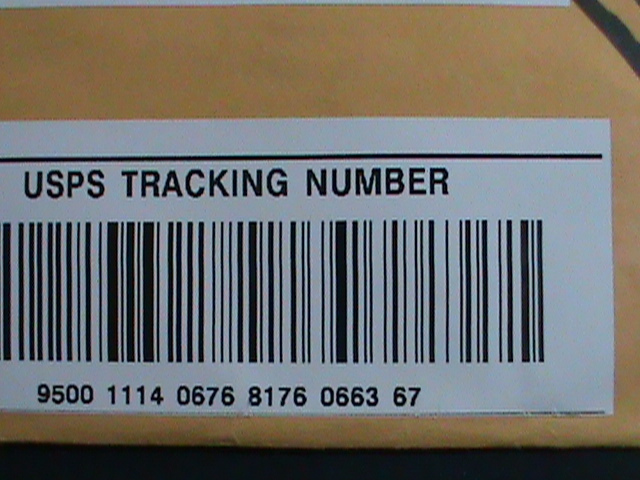 USPS TRACKING NUMBER
9500 1114 0676 8176 0663 67